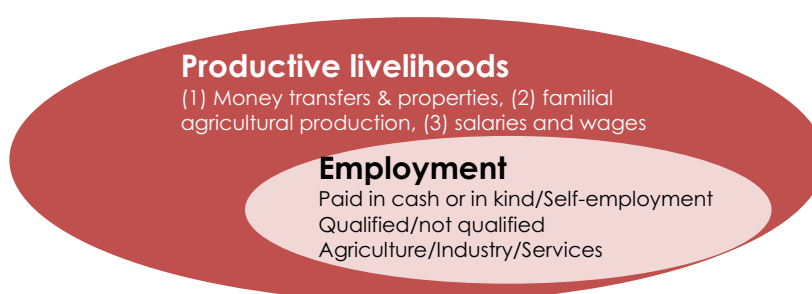 Productive livelihoods
(1) Money transfers & properties, (2) familial
agricultural production, (3) salaries and wages
Employment
Paid in cash or in kind/Self-employment
Qualified/not qualified
Agriculture/Industry/Services